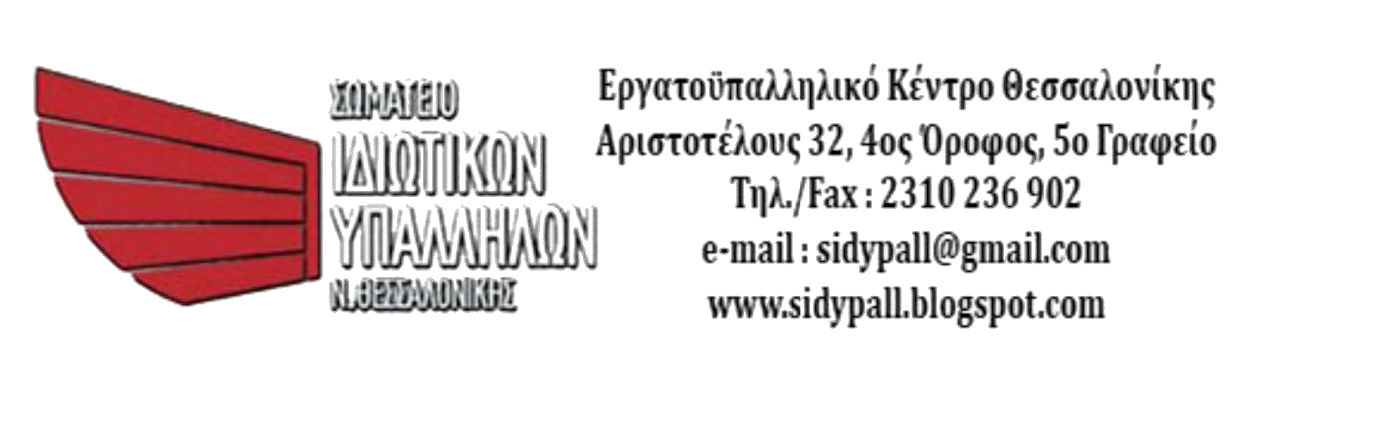 ΣΩΜΑΤΕΙΟ
ΙΔΙΩΤΙΚΩΝ
ΥΠΑΛΛΗΛΩΝ
Ν. ΘΕΣΣΑΛΟΝΙΚΗΣ
Εργατοϋπαλληλικό Κέντρο Θεσσαλονίκης
Αριστοτέλους 32, 4ος Όροφος, 5ο Γραφείο
Τηλ./Fax : 2310 236 902
e-mail : sidypall@gmail.com
www.sidypall.blogspot.com